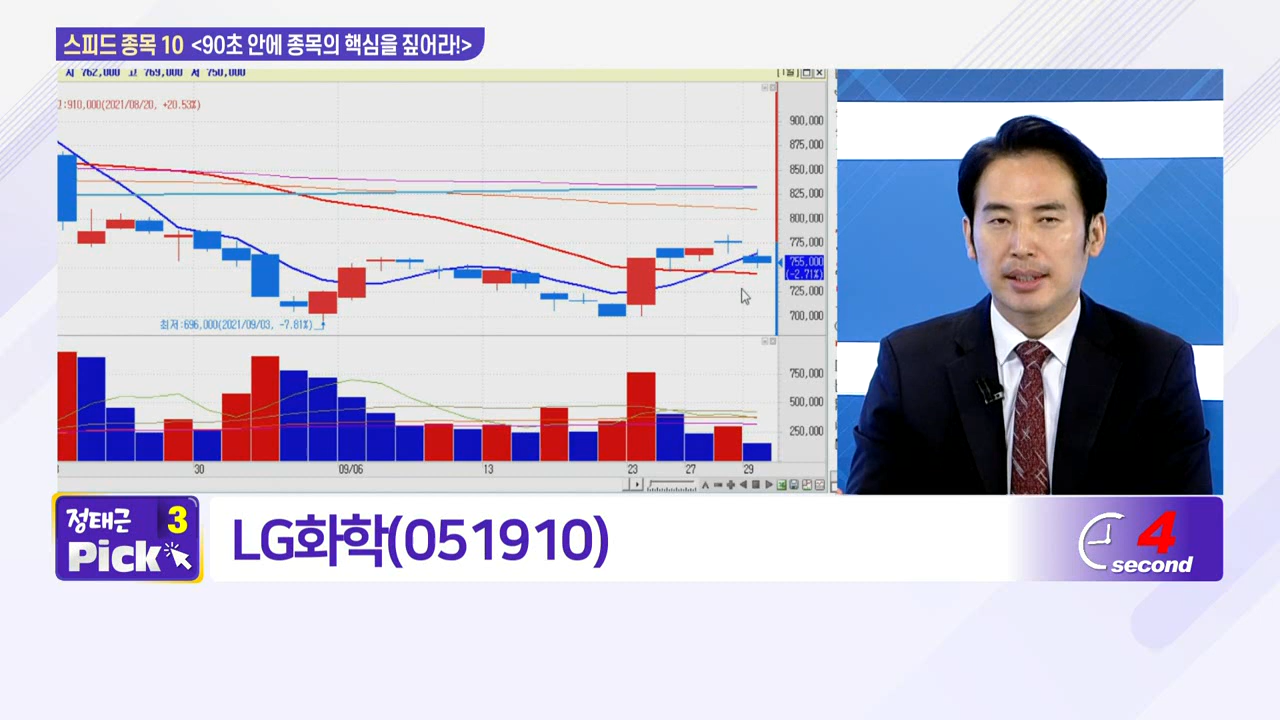 스피드 종목 10 <90초 안에 종목의 핵심을 짚어라!>
시 762,000 고 769,000 저 750,000
910,000(2021/08/20, +20.53%)
900,000
875,000
850,000
825,000
800,000
775,000
755,000
(-2.71%)
725,000
700,000
최저:696,000(2021/09/03, -7.81%)
750,000
500,000
250,000
30 09/06 13 23 27 29
정태근 3
Pick
LG화학(051910)
4
second